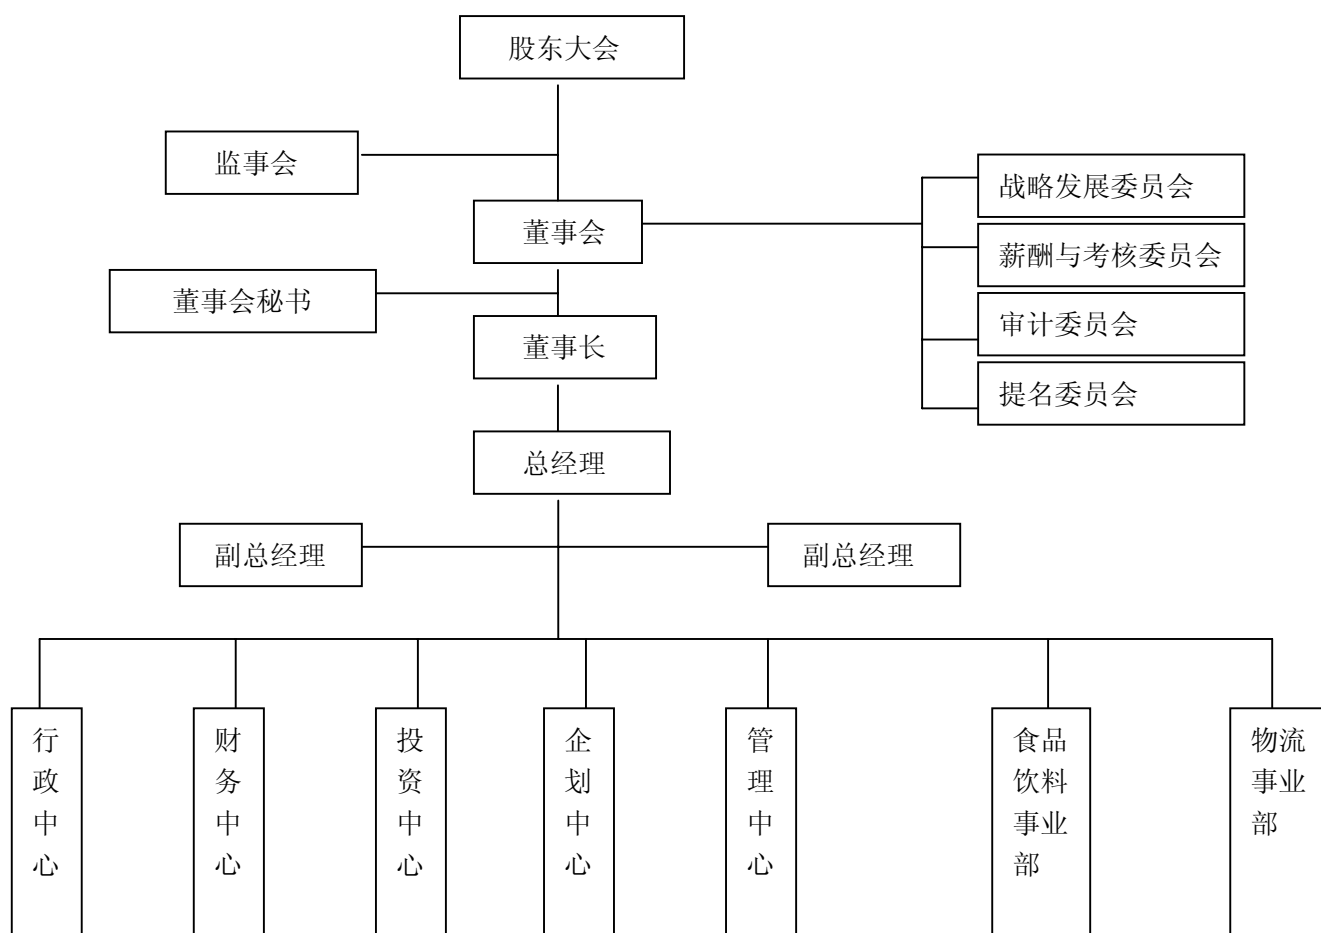 股东大会
监事会
战略发展委员会
董事会
薪酬与考核委员会
董事会秘书
审计委员会
董事长
提名委员会
总经理
副总经理
副总经理
行政中心
财务中心
投资中心
企划中心
管理中心
食品
饮料
事业
部
物流
事业
部